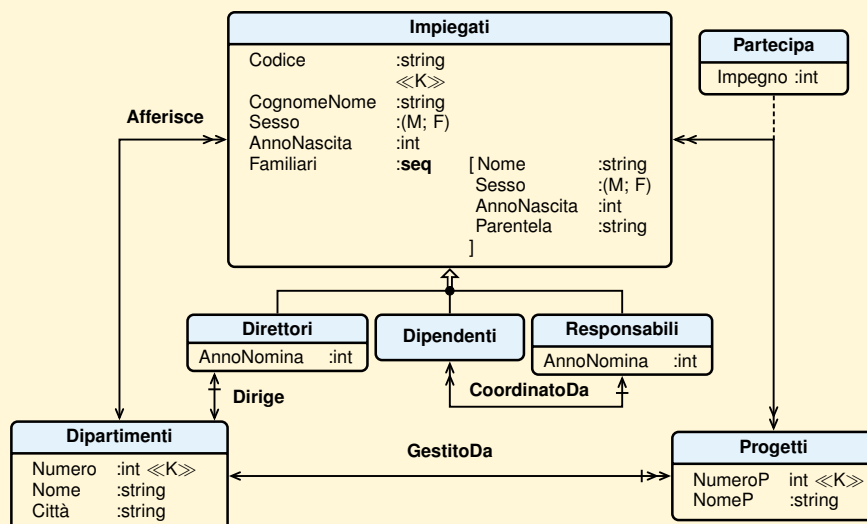 Impiegati
Codice :string
≪K≫
CognomeNome :string
Sesso :(M; F)
AnnoNascita :int
Familiari :seq [ Nome :string
Sesso :(M; F)
AnnoNascita :int
Parentela :string
]
Partecipa
Impegno :int
Afferisce
Direttori
AnnoNomina :int
Dipendenti
Responsabili
AnnoNomina :int
Dirige
CoordinatoDa
Dipartimenti
Numero :int ≪K≫
Nome :string
Città :string
GestitoDa
Progetti
NumeroP int ≪K≫
NomeP :string